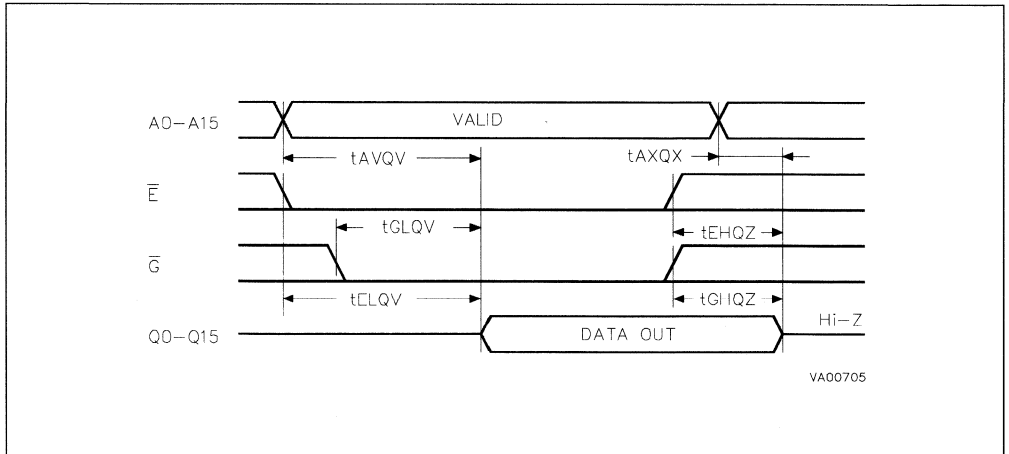 A0-A15
VALID
tAVQV
tAXQX
E̅
tGLQV
tEHQZ
G̅
tELQV
tGHQZ
Q0-Q15
DATA OUT
Hi-Z
VA00705